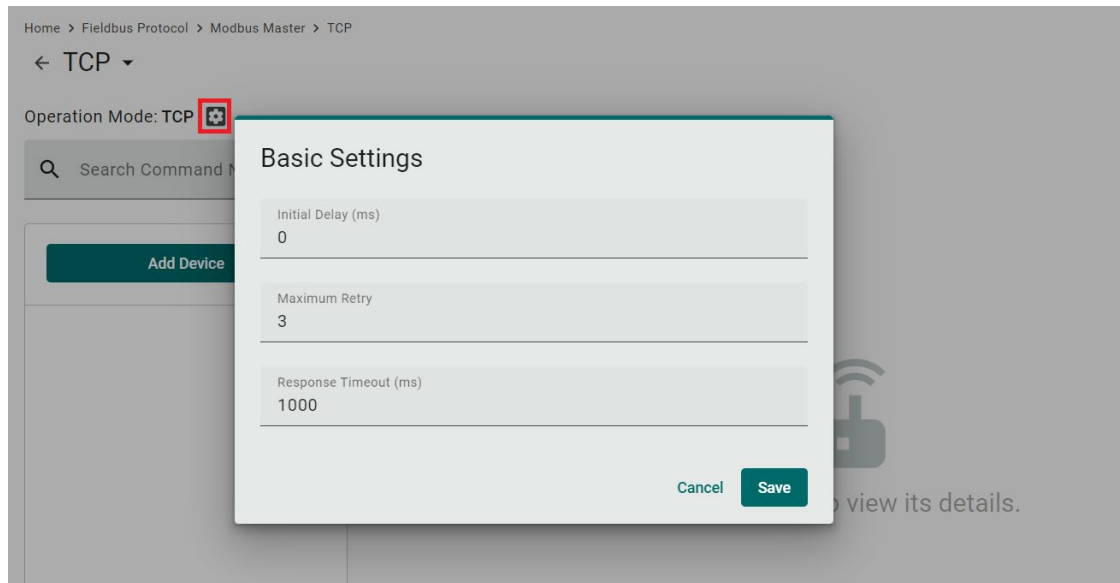 Home > Fieldbus Protocol > Modbus Master > TCP
← TCP
Operation Mode: TCP
Search Command
Add Device
Basic Settings
Initial Delay (ms)
0
Maximum Retry
3
Response Timeout (ms)
1000
Cancel
Save
view its details.